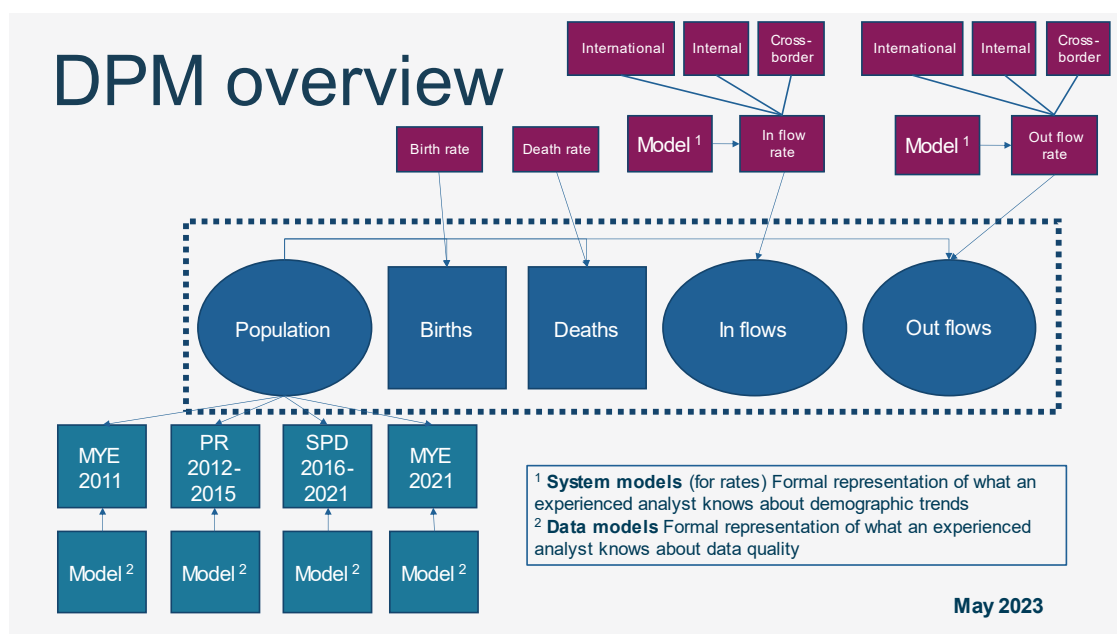 DPM overview
International
Internal
Cross-
border
International
Internal
Cross-
border
Birth rate
Death rate
Model ¹
In flow
rate
Model ¹
Out flow
rate
Population
Births
Deaths
In flows
Out flows
MYE
2011
PR
2012-
2015
SPD
2016-
2021
MYE
2021
Model ²
Model ²
Model ²
Model ²
¹ System models (for rates) Formal representation of what an
experienced analyst knows about demographic trends
² Data models Formal representation of what an experienced
analyst knows about data quality
May 2023